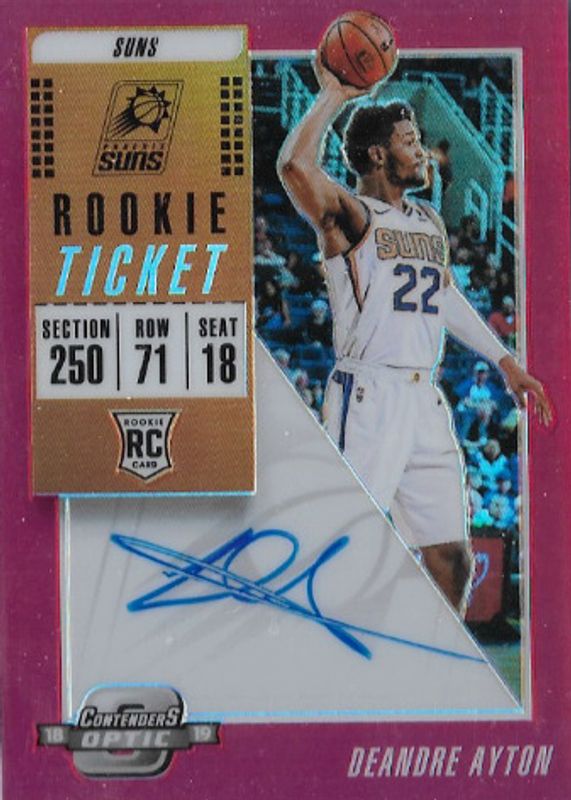 SUNS
PHOENIX
SUNS
ROOKIE
TICKET
SECTION ROW SEAT
250 71 18
ROOKIE
RC
CARD
SUNS
22
CONTENDERS
18 OPTIC 19
DEANDRE AYTON